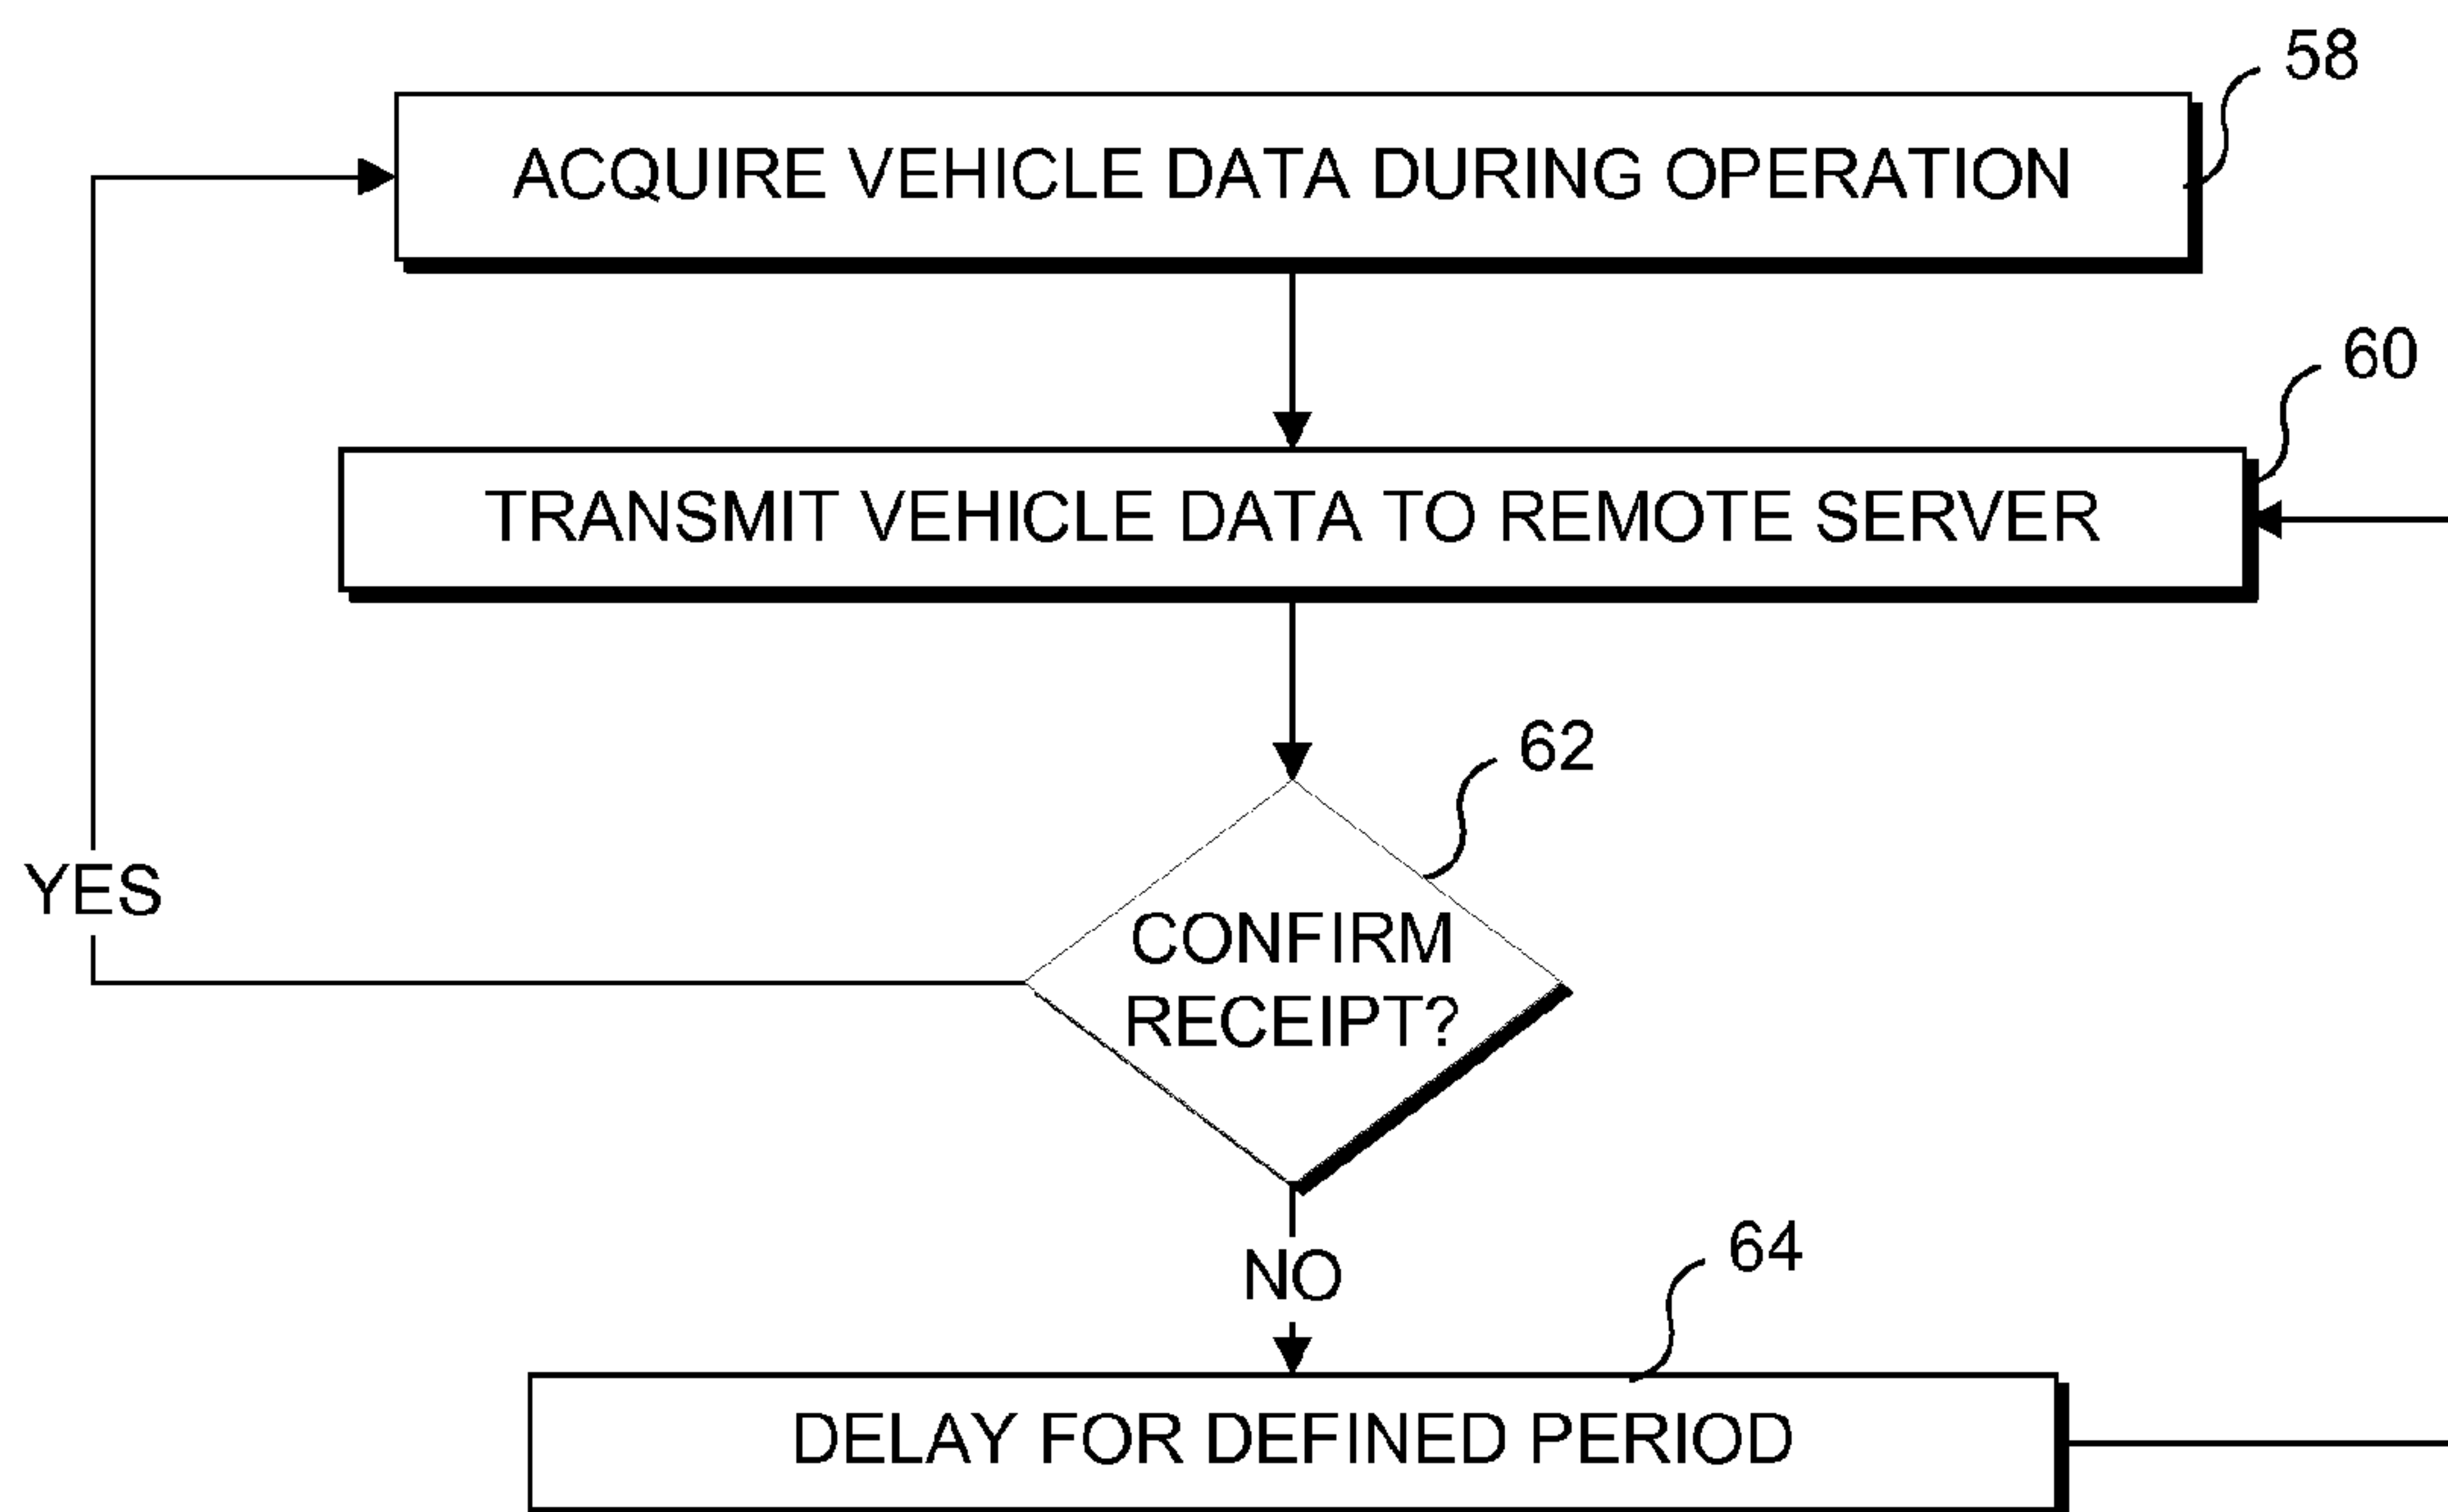 58
ACQUIRE VEHICLE DATA DURING OPERATION
60
TRANSMIT VEHICLE DATA TO REMOTE SERVER
62
YES
CONFIRM
RECEIPT?
NO
64
DELAY FOR DEFINED PERIOD